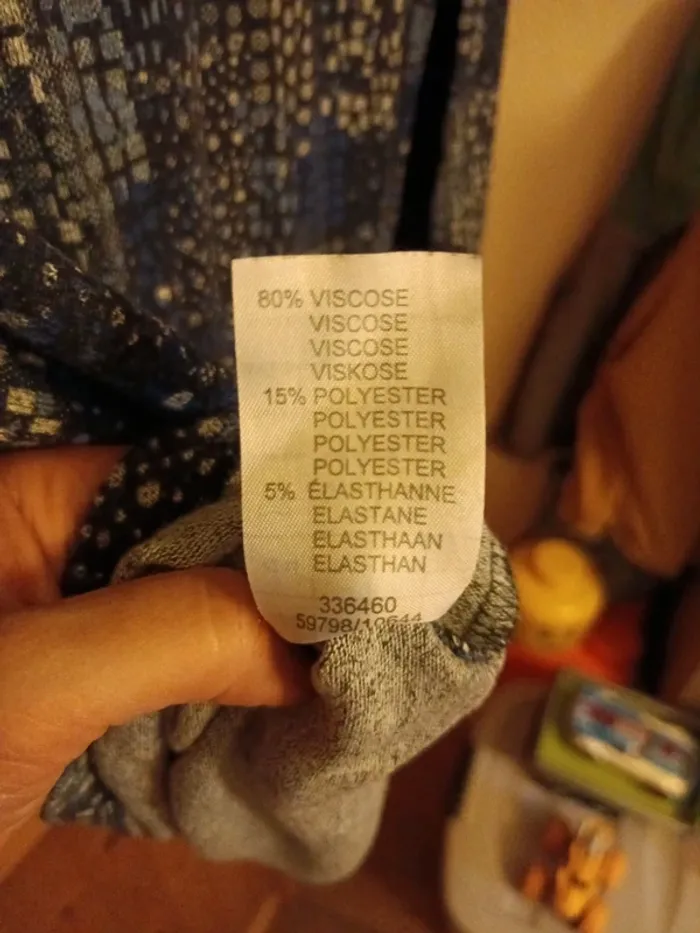 80% VISCOSE
VISCOSE
VISCOSE
VISKOSE
15% POLYESTER
POLYESTER
POLYESTER
POLYESTER
5% ÉLASTHANNE
ELASTANE
ELASTHAAN
ELASTHAN
336460